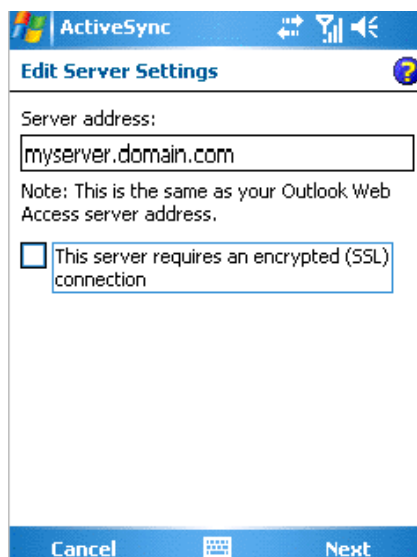 ActiveSync
Edit Server Settings
?
Server address:
myserver.domain.com
Note: This is the same as your Outlook Web
Access server address.
This server requires an encrypted (SSL)
connection
Cancel
Next